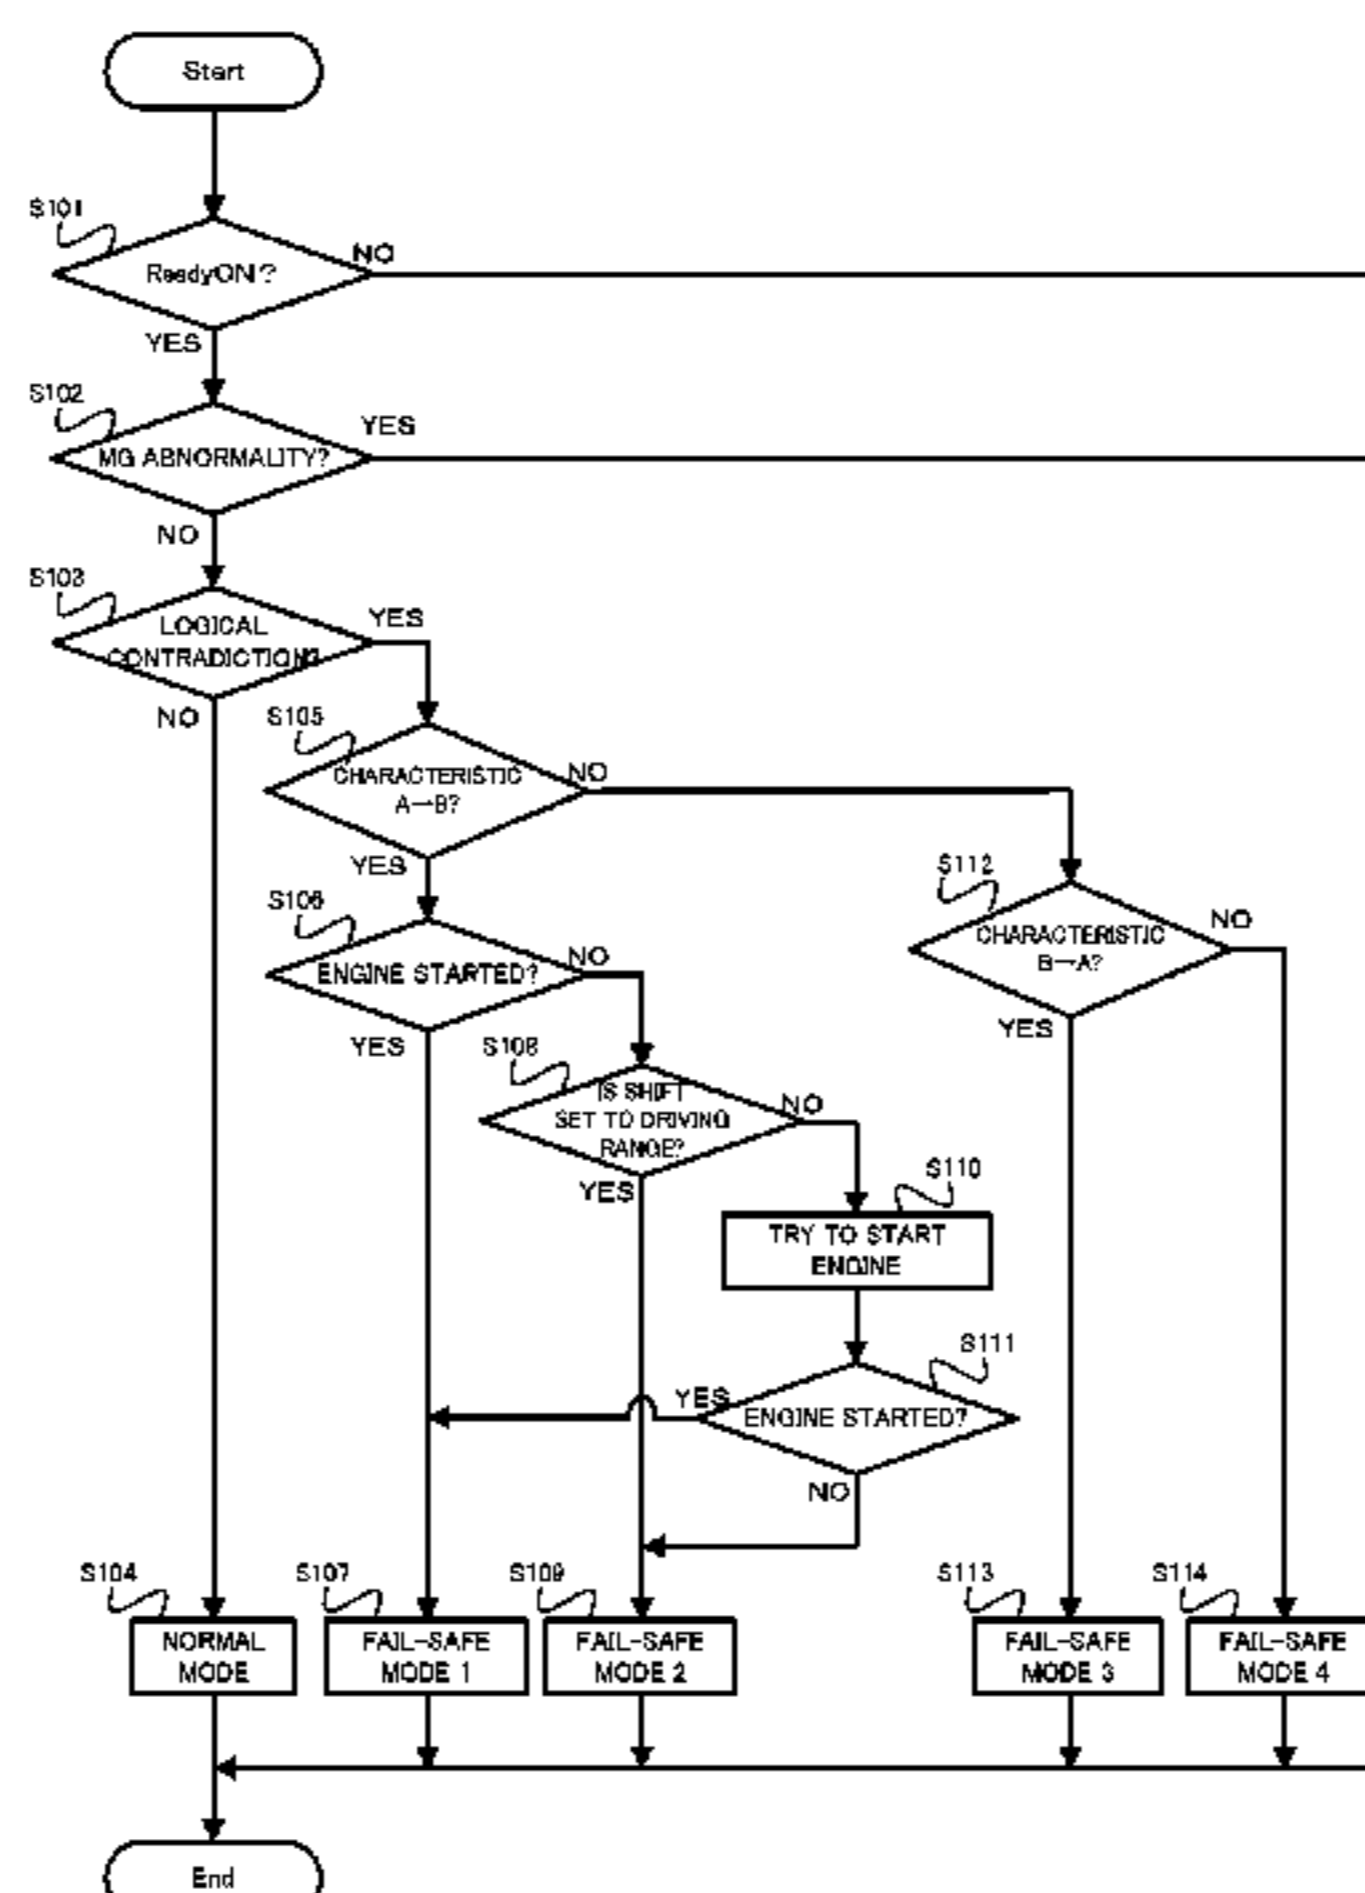 Start
S101
ReadyON?
NO
YES
S102
MG ABNORMALITY?
YES
NO
S103
LOGICAL
CONTRADICTION?
YES
NO
S105
CHARACTERISTIC
A→B?
NO
YES
S112
CHARACTERISTIC
B→A?
NO
YES
S106
ENGINE STARTED?
NO
YES
S108
IS SHIFT
SET TO DRIVING
RANGE?
NO
YES
S110
TRY TO START
ENGINE
S111
ENGINE STARTED?
YES
NO
S104
NORMAL
MODE
S107
FAIL-SAFE
MODE 1
S109
FAIL-SAFE
MODE 2
S113
FAIL-SAFE
MODE 3
S114
FAIL-SAFE
MODE 4
End